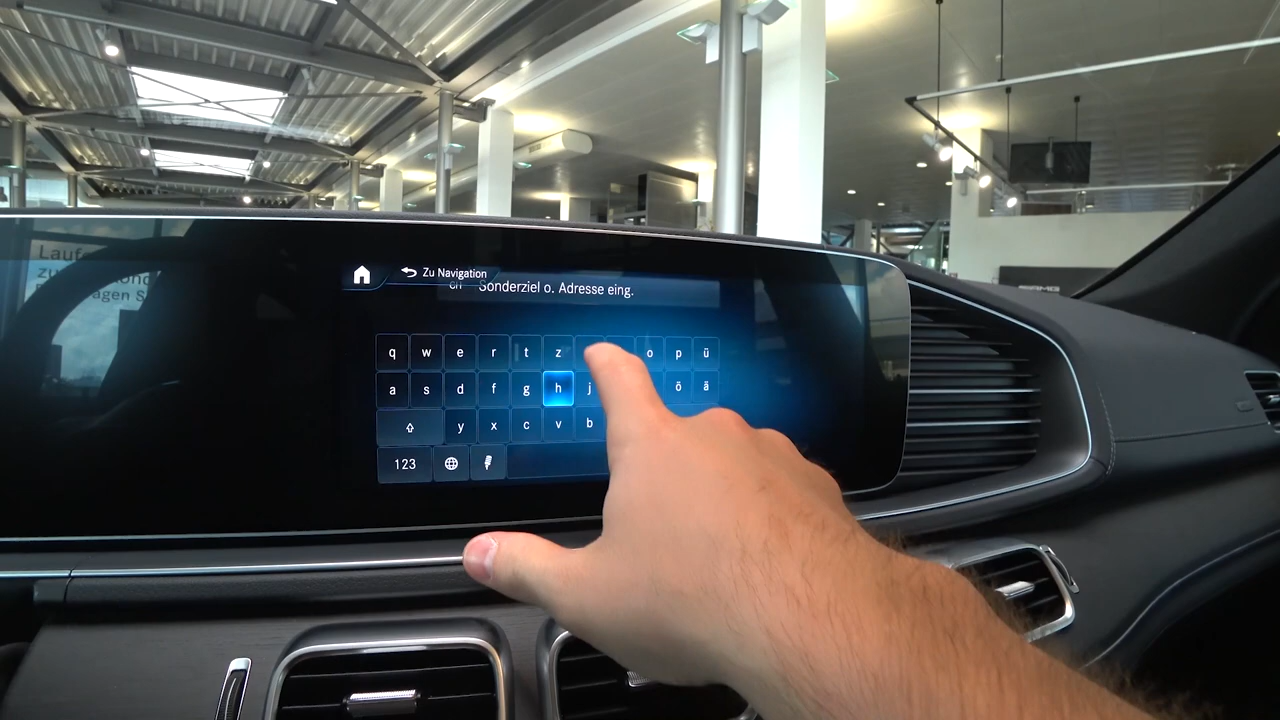 Zu Navigation
Sonderziel o. Adresse eing.
q w e r t z o p ü
a s d f g h j ö ä
y x c v b
123